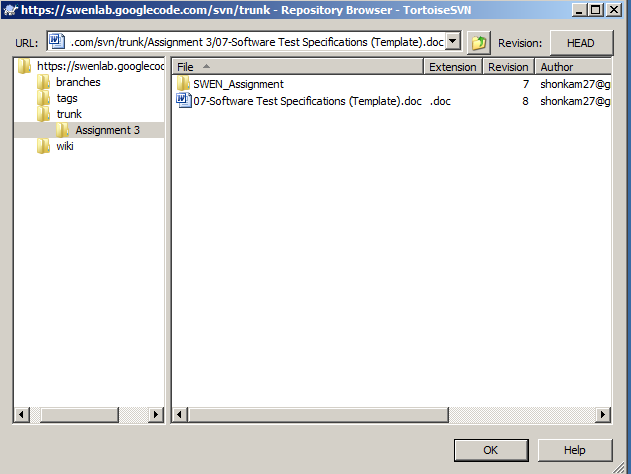 https://swenlab.googlecode.com/svn/trunk - Repository Browser - TortoiseSVN
URL: .com/svn/trunk/Assignment 3/07-Software Test Specifications (Template).doc Revision: HEAD
https://swenlab.googlecod
branches
tags
trunk
Assignment 3
wiki
File Extension Revision Author
SWEN_Assignment 7 shonkam27@g
07-Software Test Specifications (Template).doc .doc 8 shonkam27@g
OK Help